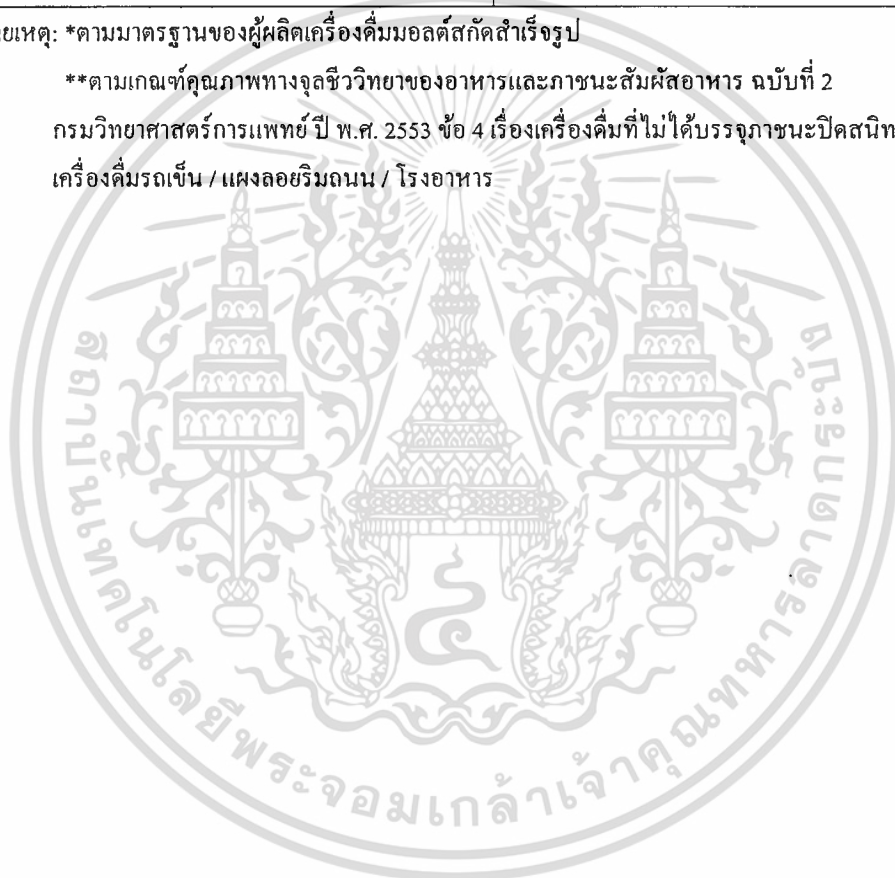 ยเหตุ: *ตามมาตรฐานของผู้ผลิตเครื่องดื่มมอลต์สกัดสำเร็จรูป
**ตามเกณฑ์คุณภาพทางจุลชีววิทยาของอาหารและภาชนะสัมผัสอาหาร ฉบับที่ 2
กรมวิทยาศาสตร์การแพทย์ ปี พ.ศ. 2553 ข้อ 4 เรื่องเครื่องดื่มที่ไม่ได้บรรจุภาชนะปิดสนิท
เครื่องดื่มรถเข็น / แผงลอยริมถนน / โรงอาหาร
สถาบันเทคโนโลยีพระจอมเกล้าเจ้าคุณทหารลาดกระบัง